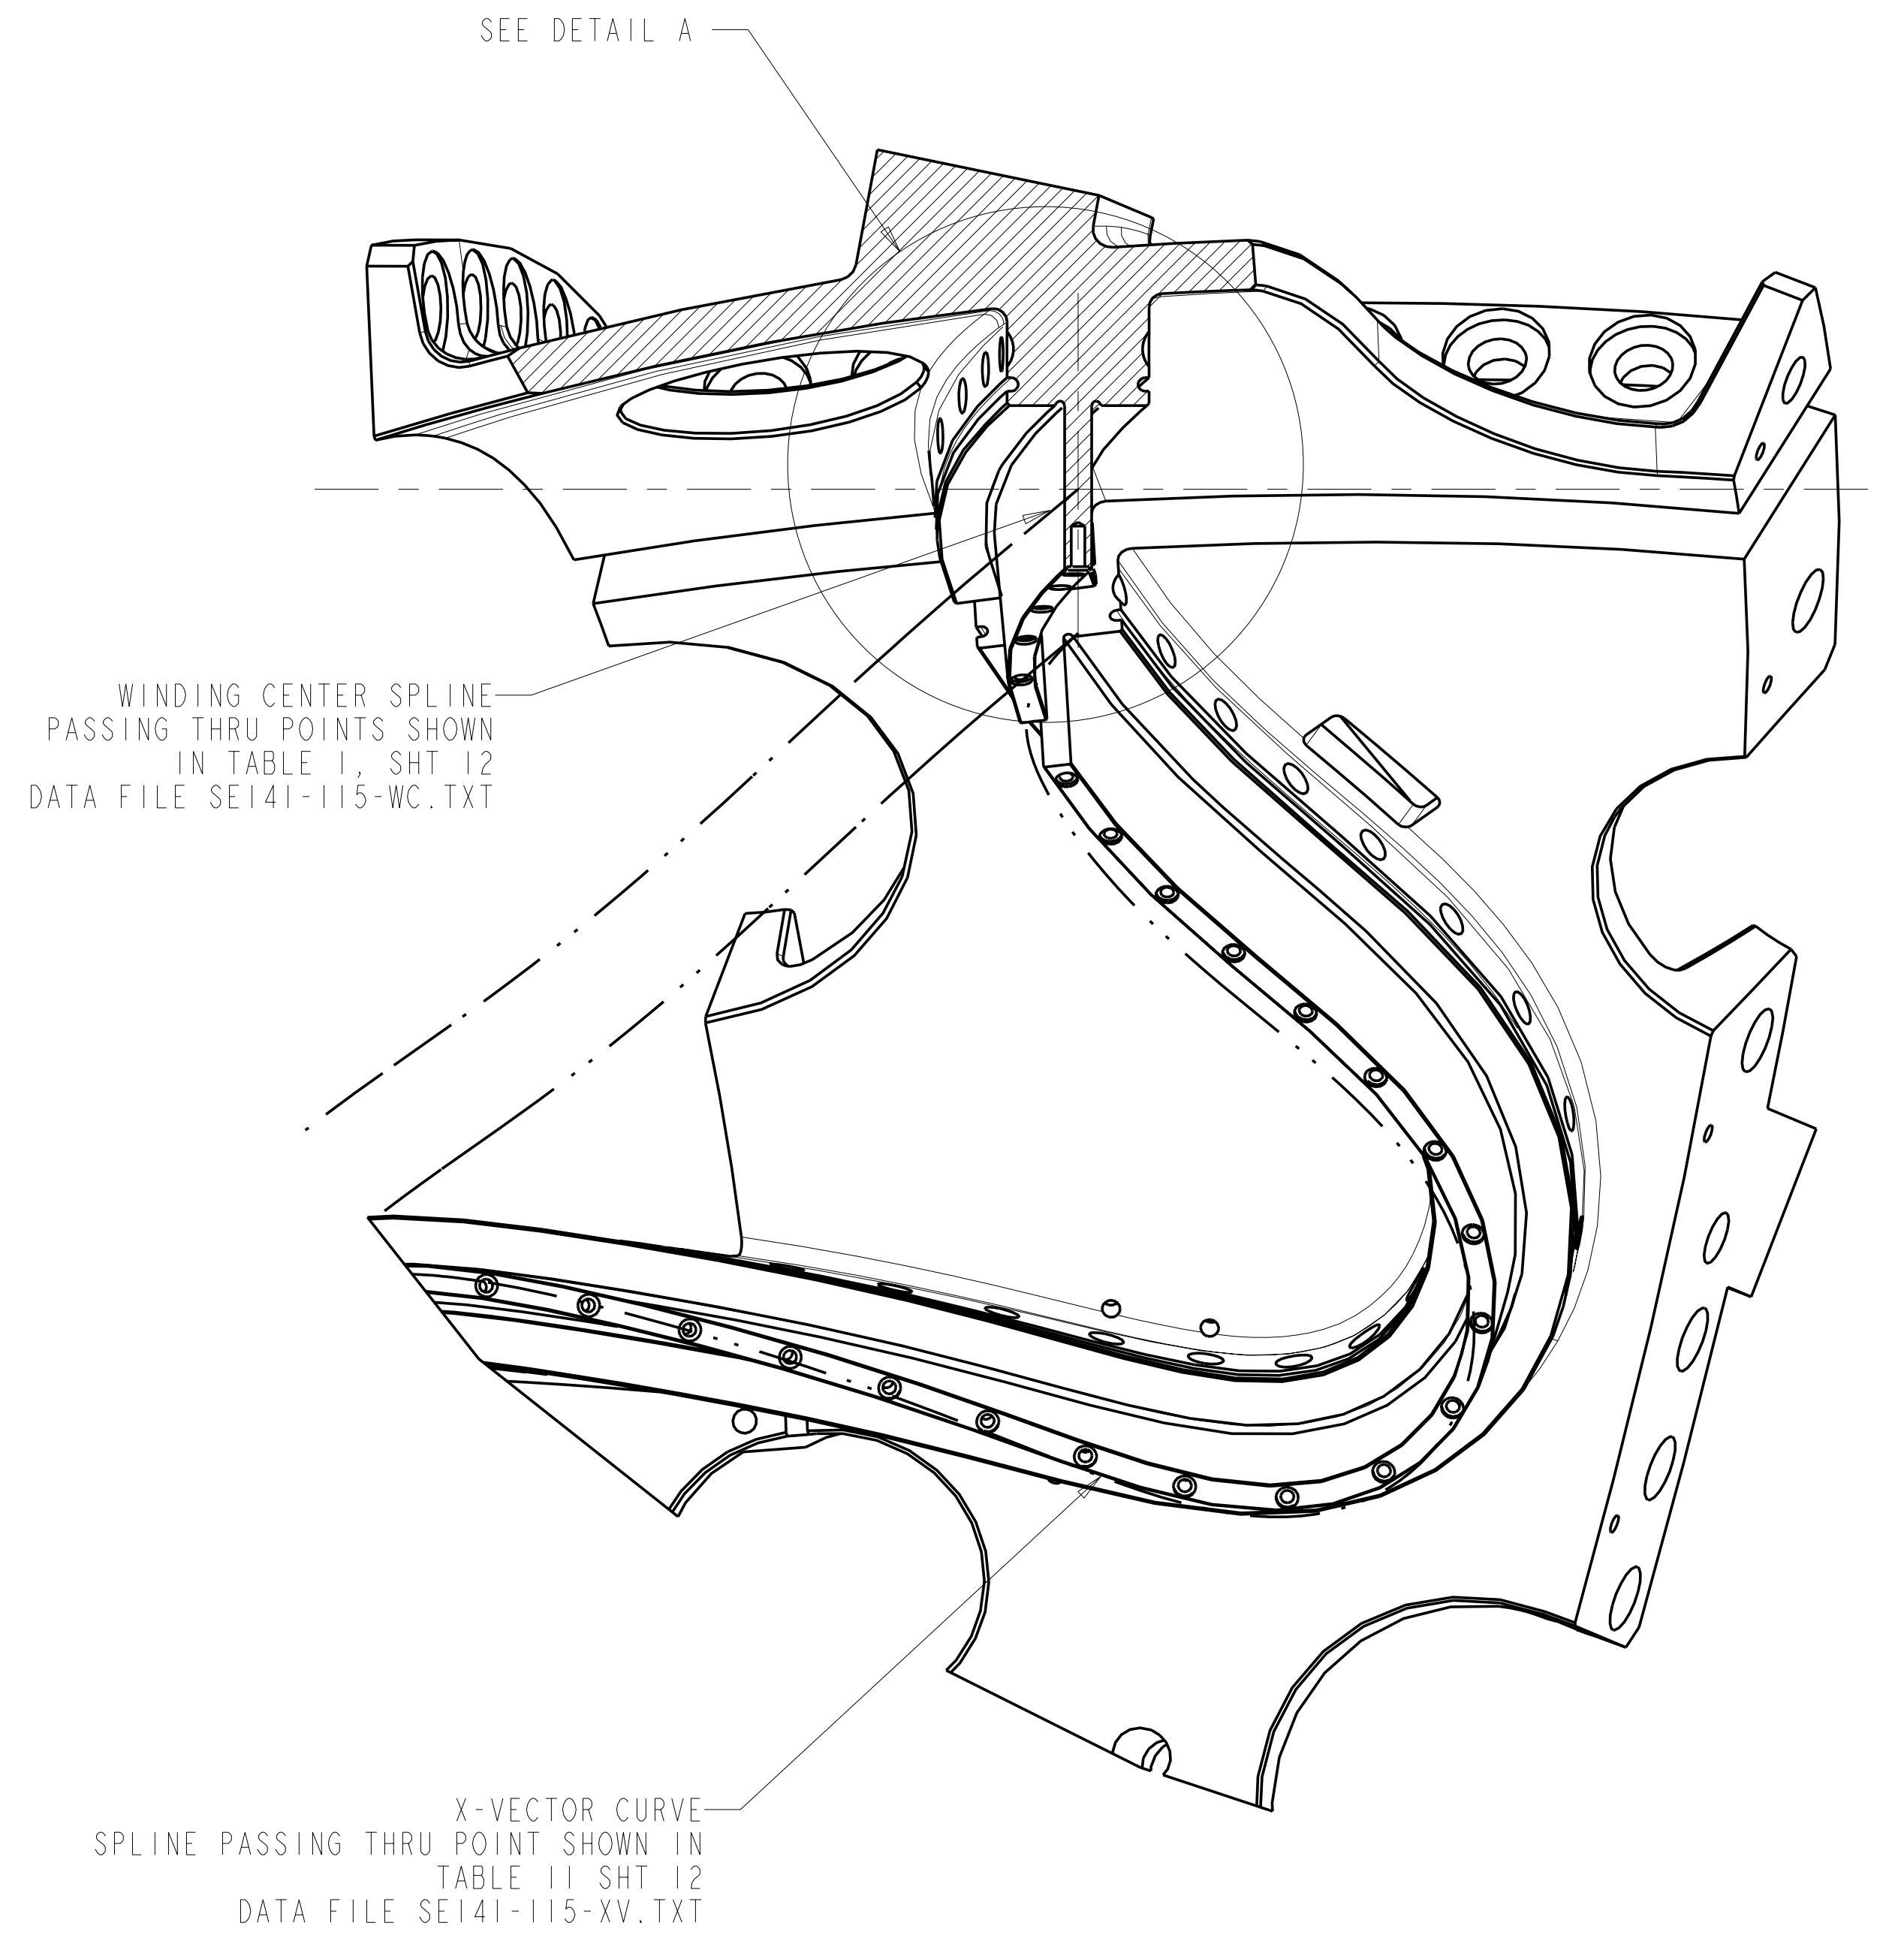 SEE DETAIL A
WINDING CENTER SPLINE
PASSING THRU POINTS SHOWN
IN TABLE I, SHT 12
DATA FILE SE141-115-WC.TXT
X-VECTOR CURVE
SPLINE PASSING THRU POINT SHOWN IN
TABLE II SHT 12
DATA FILE SE141-115-XV.TXT